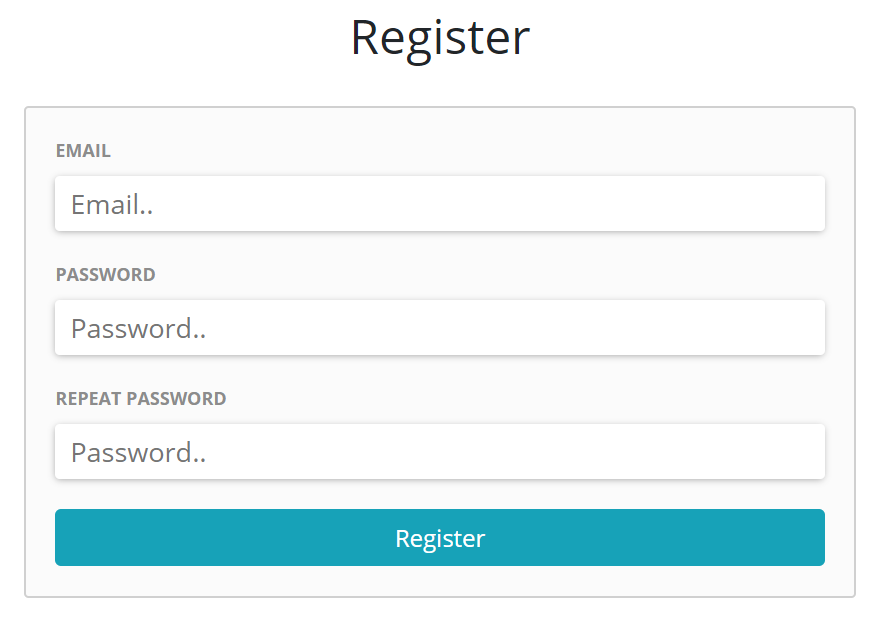 Register
EMAIL
Email..
PASSWORD
Password..
REPEAT PASSWORD
Password..
Register